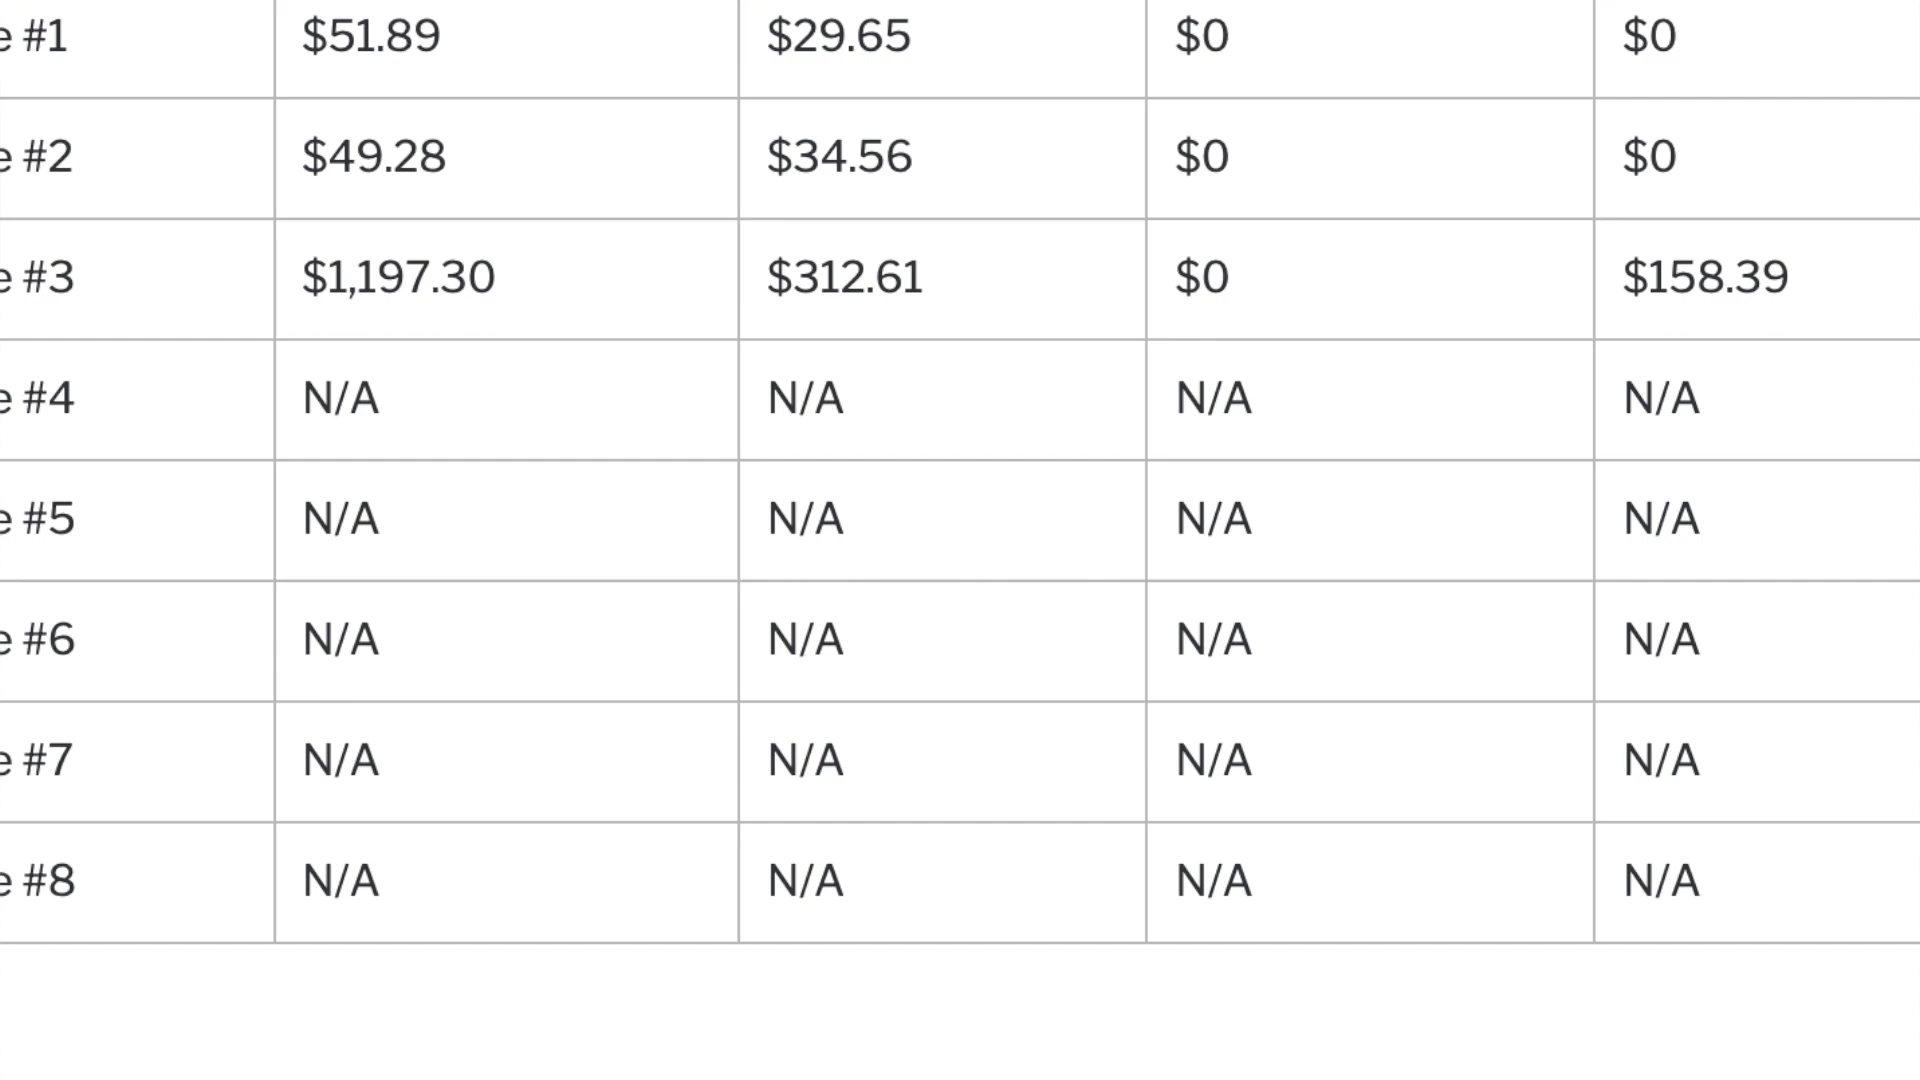 e #1 $51.89 $29.65 $0 $0
e #2 $49.28 $34.56 $0 $0
e #3 $1,197.30 $312.61 $0 $158.39
e #4 N/A N/A N/A N/A
e #5 N/A N/A N/A N/A
e #6 N/A N/A N/A N/A
e #7 N/A N/A N/A N/A
e #8 N/A N/A N/A N/A